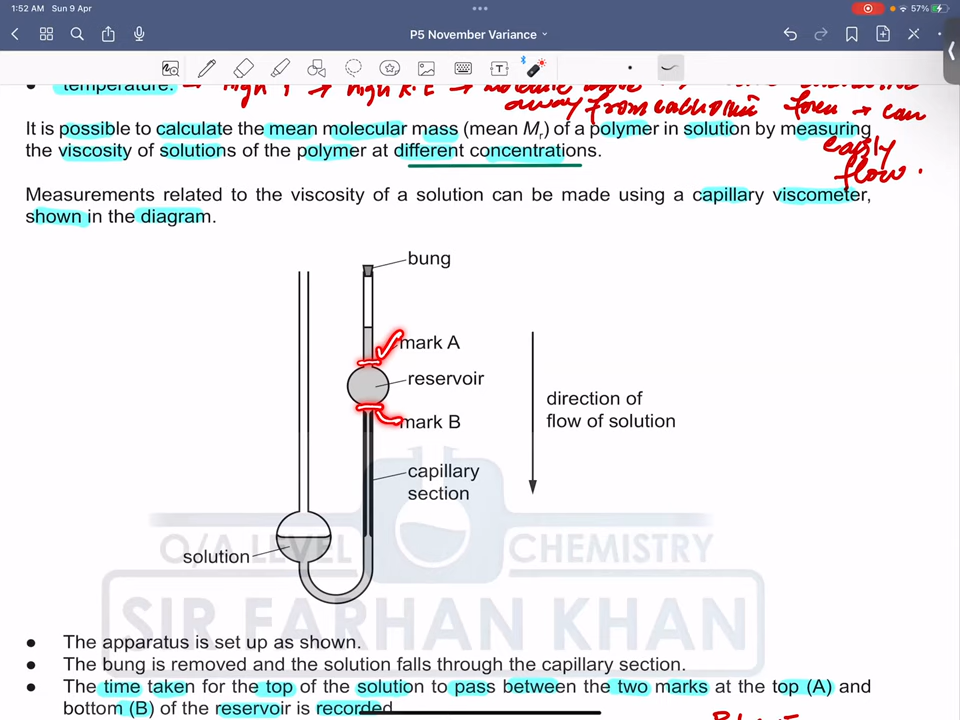 1:52 AM Sun 9 Apr
57%
P5 November Variance
temperature. → high T → high K.E →
away from each other
can
It is possible to calculate the mean molecular mass (mean Mr) of a polymer in solution by measuring
the viscosity of solutions of the polymer at different concentrations.
easily
flow.
Measurements related to the viscosity of a solution can be made using a capillary viscometer,
shown in the diagram.
bung
mark A
reservoir
direction of
flow of solution
mark B
capillary
section
solution
O/A LEVEL CHEMISTRY
SIR FARHAN KHAN
● The apparatus is set up as shown.
● The bung is removed and the solution falls through the capillary section.
● The time taken for the top of the solution to pass between the two marks at the top (A) and
bottom (B) of the reservoir is recorded